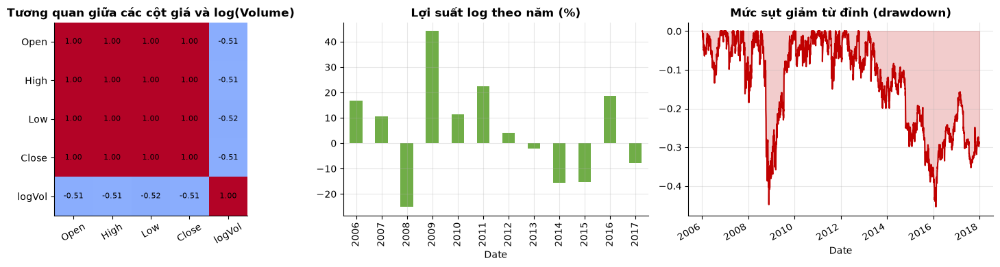 Tương quan giữa các cột giá và log(Volume)
Open 1.00 1.00 1.00 1.00 -0.51
High 1.00 1.00 1.00 1.00 -0.51
Low 1.00 1.00 1.00 1.00 -0.52
Close 1.00 1.00 1.00 1.00 -0.51
logVol -0.51 -0.51 -0.52 -0.51 1.00
Open High Low Close logVol
Lợi suất log theo năm (%)
40
30
20
10
0
−10
−20
2006 2007 2008 2009 2010 2011 2012 2013 2014 2015 2016 2017
Date
Mức sụt giảm từ đỉnh (drawdown)
0.0
−0.1
−0.2
−0.3
−0.4
2006 2008 2010 2012 2014 2016 2018
Date